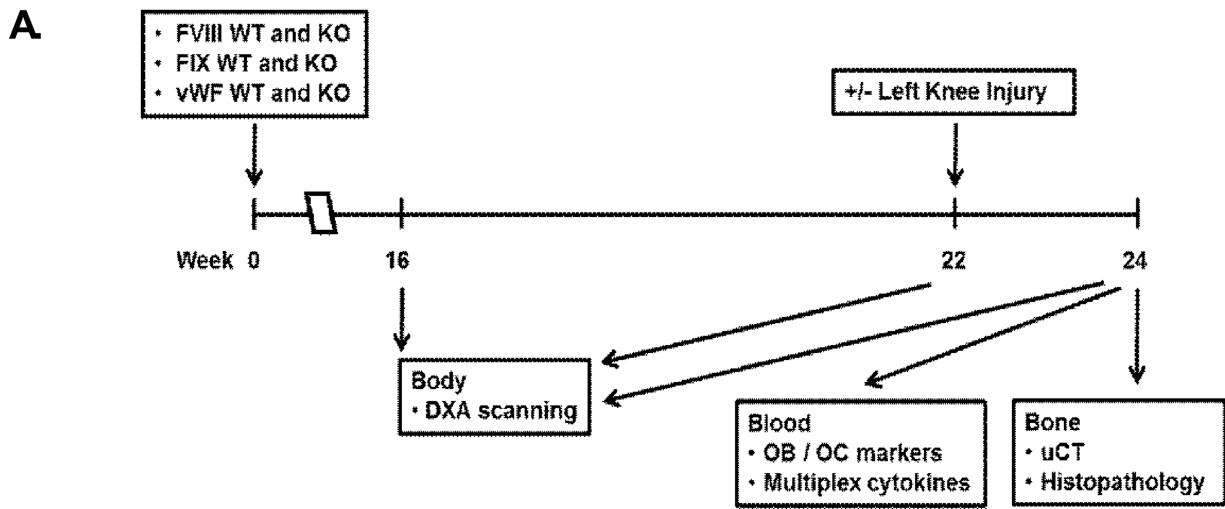 A.
• FVIII WT and KO
• FIX WT and KO
• vWF WT and KO
+/- Left Knee Injury
Week 0 16 22 24
Body
• DXA scanning
Blood
• OB / OC markers
• Multiplex cytokines
Bone
• uCT
• Histopathology